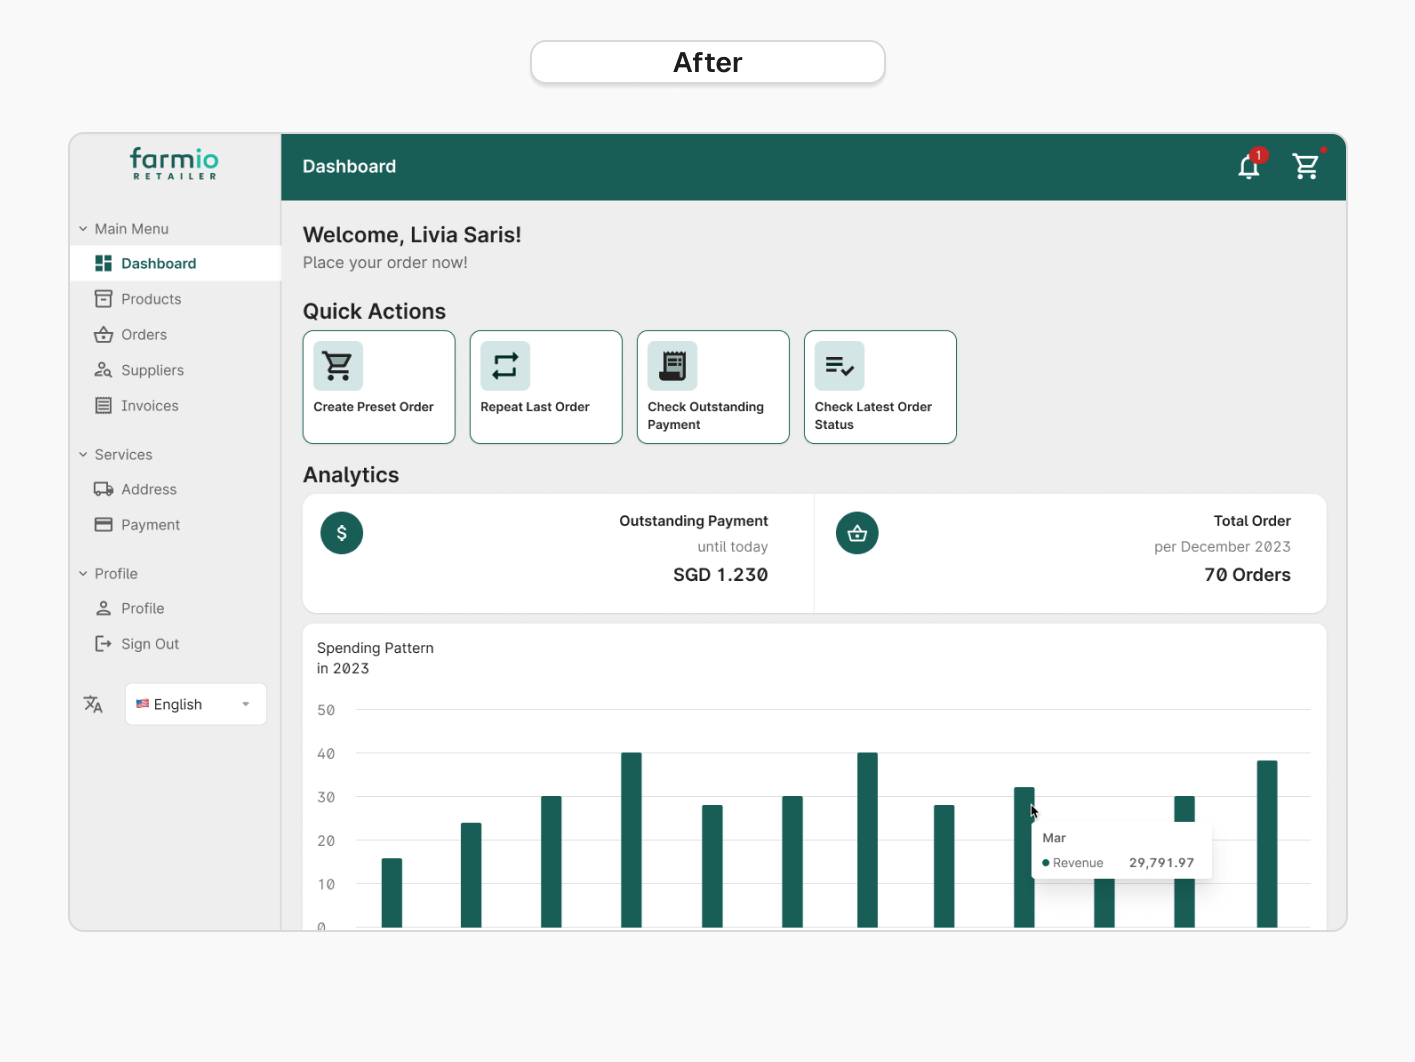 After
farmio
RETAILER
Dashboard
1
Main Menu
Dashboard
Products
Orders
Suppliers
Invoices
Services
Address
Payment
Profile
Profile
Sign Out
English
Welcome, Livia Saris!
Place your order now!
Quick Actions
Create Preset Order
Repeat Last Order
Check Outstanding
Payment
Check Latest Order
Status
Analytics
$
Outstanding Payment
until today
SGD 1.230
Total Order
per December 2023
70 Orders
Spending Pattern
in 2023
50
40
30
20
10
0
Mar
Revenue 29,791.97